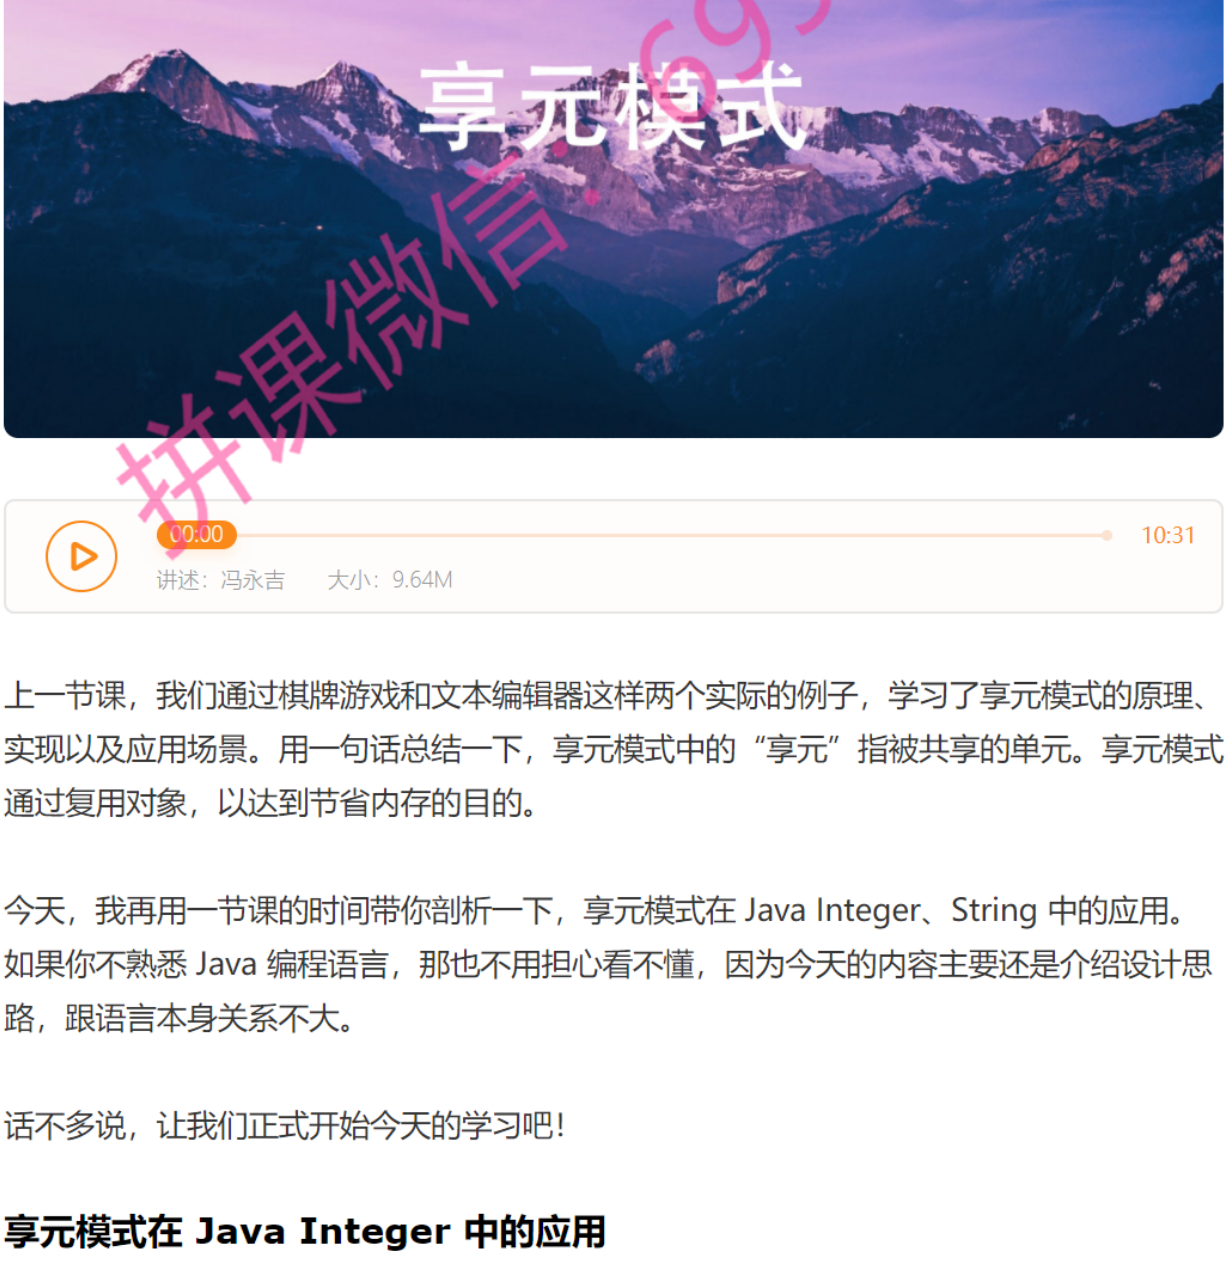 享元模式
拼课微信：69
00:00
10:31
讲述：冯永吉 大小：9.64M
上一节课，我们通过棋牌游戏和文本编辑器这样两个实际的例子，学习了享元模式的原理、
实现以及应用场景。用一句话总结一下，享元模式中的“享元”指被共享的单元。享元模式
通过复用对象，以达到节省内存的目的。
今天，我再用一节课的时间带你剖析一下，享元模式在 Java Integer、String 中的应用。
如果你不熟悉 Java 编程语言，那也不用担心看不懂，因为今天的内容主要还是介绍设计思
路，跟语言本身关系不大。
话不多说，让我们正式开始今天的学习吧！
享元模式在 Java Integer 中的应用